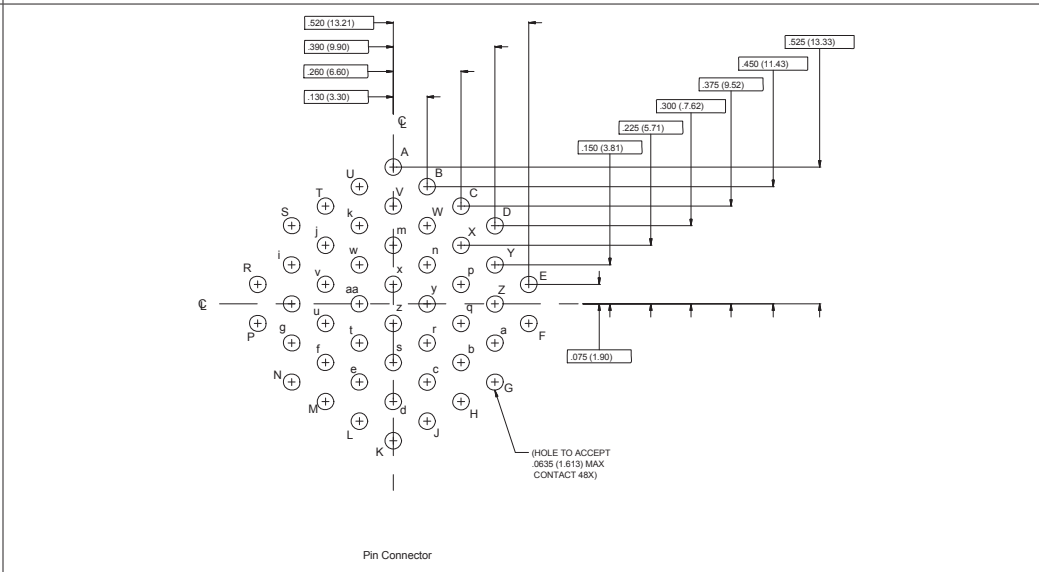 .520 (13.21)
.390 (9.90)
.260 (6.60)
.130 (3.30)
.525 (13.33)
.450 (11.43)
.375 (9.52)
.300 (.7.62)
.225 (5.71)
.150 (3.81)
℄
A
U B
T V C
S k W D
j m X
i w n Y
R v x p E
℄ aa y Z
P u z q F
g t r a
f s b
N e c G
M d H
L J
K
.075 (1.90)
(HOLE TO ACCEPT
.0635 (1.613) MAX
CONTACT 48X)
Pin Connector